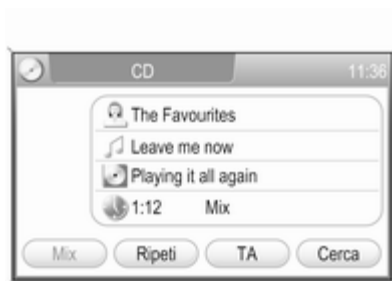 CD 11:36
The Favourites
Leave me now
Playing it all again
1:12 Mix
Mix Ripeti TA Cerca